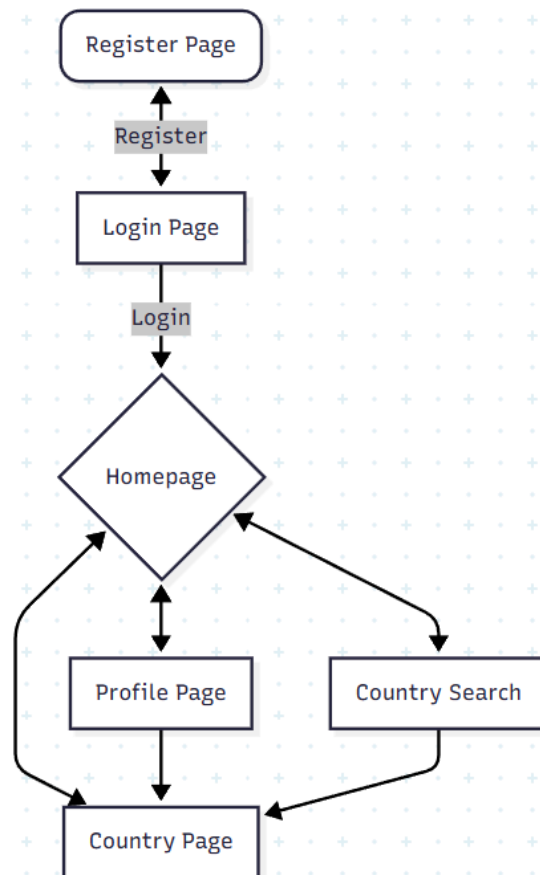 Register Page
Register
Login Page
Login
Homepage
Profile Page
Country Search
Country Page